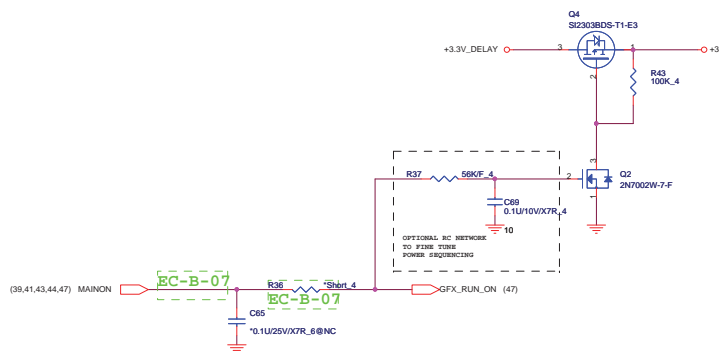 Q4
SI2303BDS-T1-E3
+3.3V_DELAY
3
1
+3
2
R43
100K_4
3
R37
56K/F_4
2
Q2
2N7002W-7-F
1
C69
0.1U/10V/X7R_4
10
OPTIONAL RC NETWORK
TO FINE TUNE
POWER SEQUENCING
EC-B-07
R36
*Short_4
(39,41,43,44,47) MAINON
GFX_RUN_ON (47)
EC-B-07
C65
*0.1U/25V/X7R_6@NC